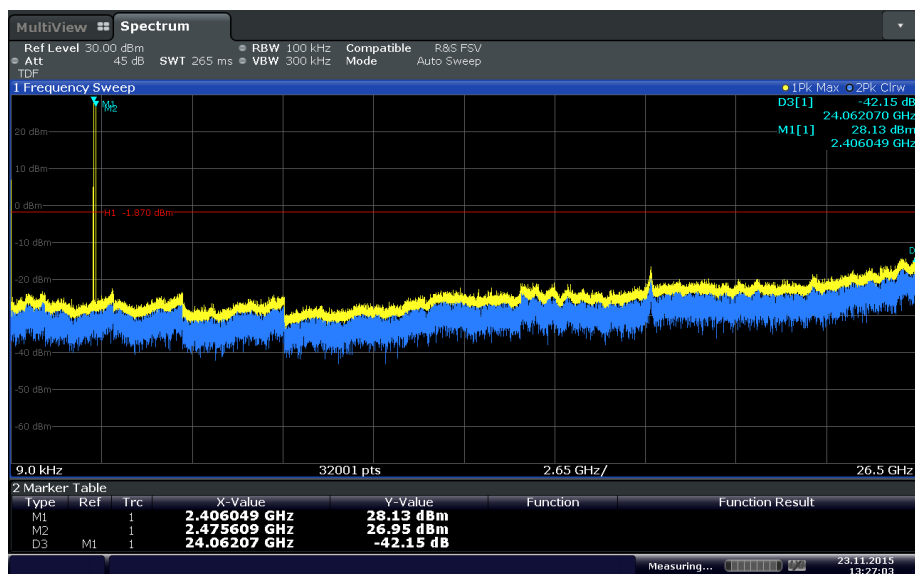 MultiView Spectrum
Ref Level 30.00 dBm RBW 100 kHz Compatible R&S FSV
Att 45 dB SWT 265 ms VBW 300 kHz Mode Auto Sweep
TDF
1 Frequency Sweep 1Pk Max 2Pk Clrw
M1
M2
D3[1] -42.15 dB
24.062070 GHz
M1[1] 28.13 dBm
2.406049 GHz
20 dBm
10 dBm
0 dBm
H1 -1.870 dBm
-10 dBm
D
-20 dBm
-40 dBm
-50 dBm
-60 dBm
9.0 kHz 32001 pts 2.65 GHz/ 26.5 GHz
2 Marker Table
Type Ref Trc X-Value Y-Value Function Function Result
M1 1 2.406049 GHz 28.13 dBm
M2 1 2.475609 GHz 26.95 dBm
D3 M1 1 24.06207 GHz -42.15 dB
Measuring... 23.11.2015
13:27:03